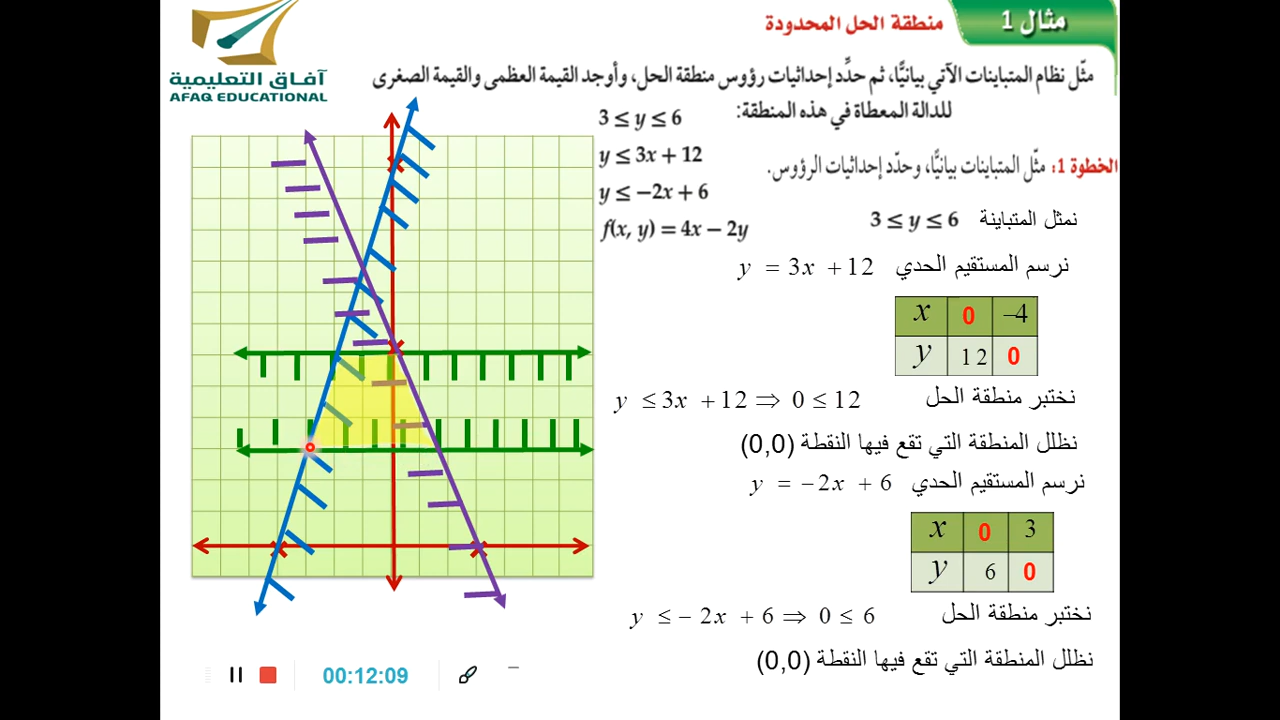 مثال 1
منطقة الحل المحدودة
آفاق التعليمية
AFAQ EDUCATIONAL
مثّل نظام المتباينات الآتي بيانيًّا، ثم حدِّد إحداثيات رؤوس منطقة الحل، وأوجد القيمة العظمى والقيمة الصغرى
للدالة المعطاة في هذه المنطقة:
3 ≤ y ≤ 6
y ≤ 3x + 12
y ≤ −2x + 6
f(x, y) = 4x − 2y
الخطوة 1: مثّل المتباينات بيانيًّا، وحدّد إحداثيات الرؤوس.
نمثل المتباينة 3 ≤ y ≤ 6
نرسم المستقيم الحدي y = 3x + 12
x 0 −4
y 12 0
نختبر منطقة الحل y ≤ 3x + 12 ⇒ 0 ≤ 12
نظلل المنطقة التي تقع فيها النقطة (0,0)
نرسم المستقيم الحدي y = −2x + 6
x 0 3
y 6 0
نختبر منطقة الحل y ≤ −2x + 6 ⇒ 0 ≤ 6
نظلل المنطقة التي تقع فيها النقطة (0,0)
00:12:09